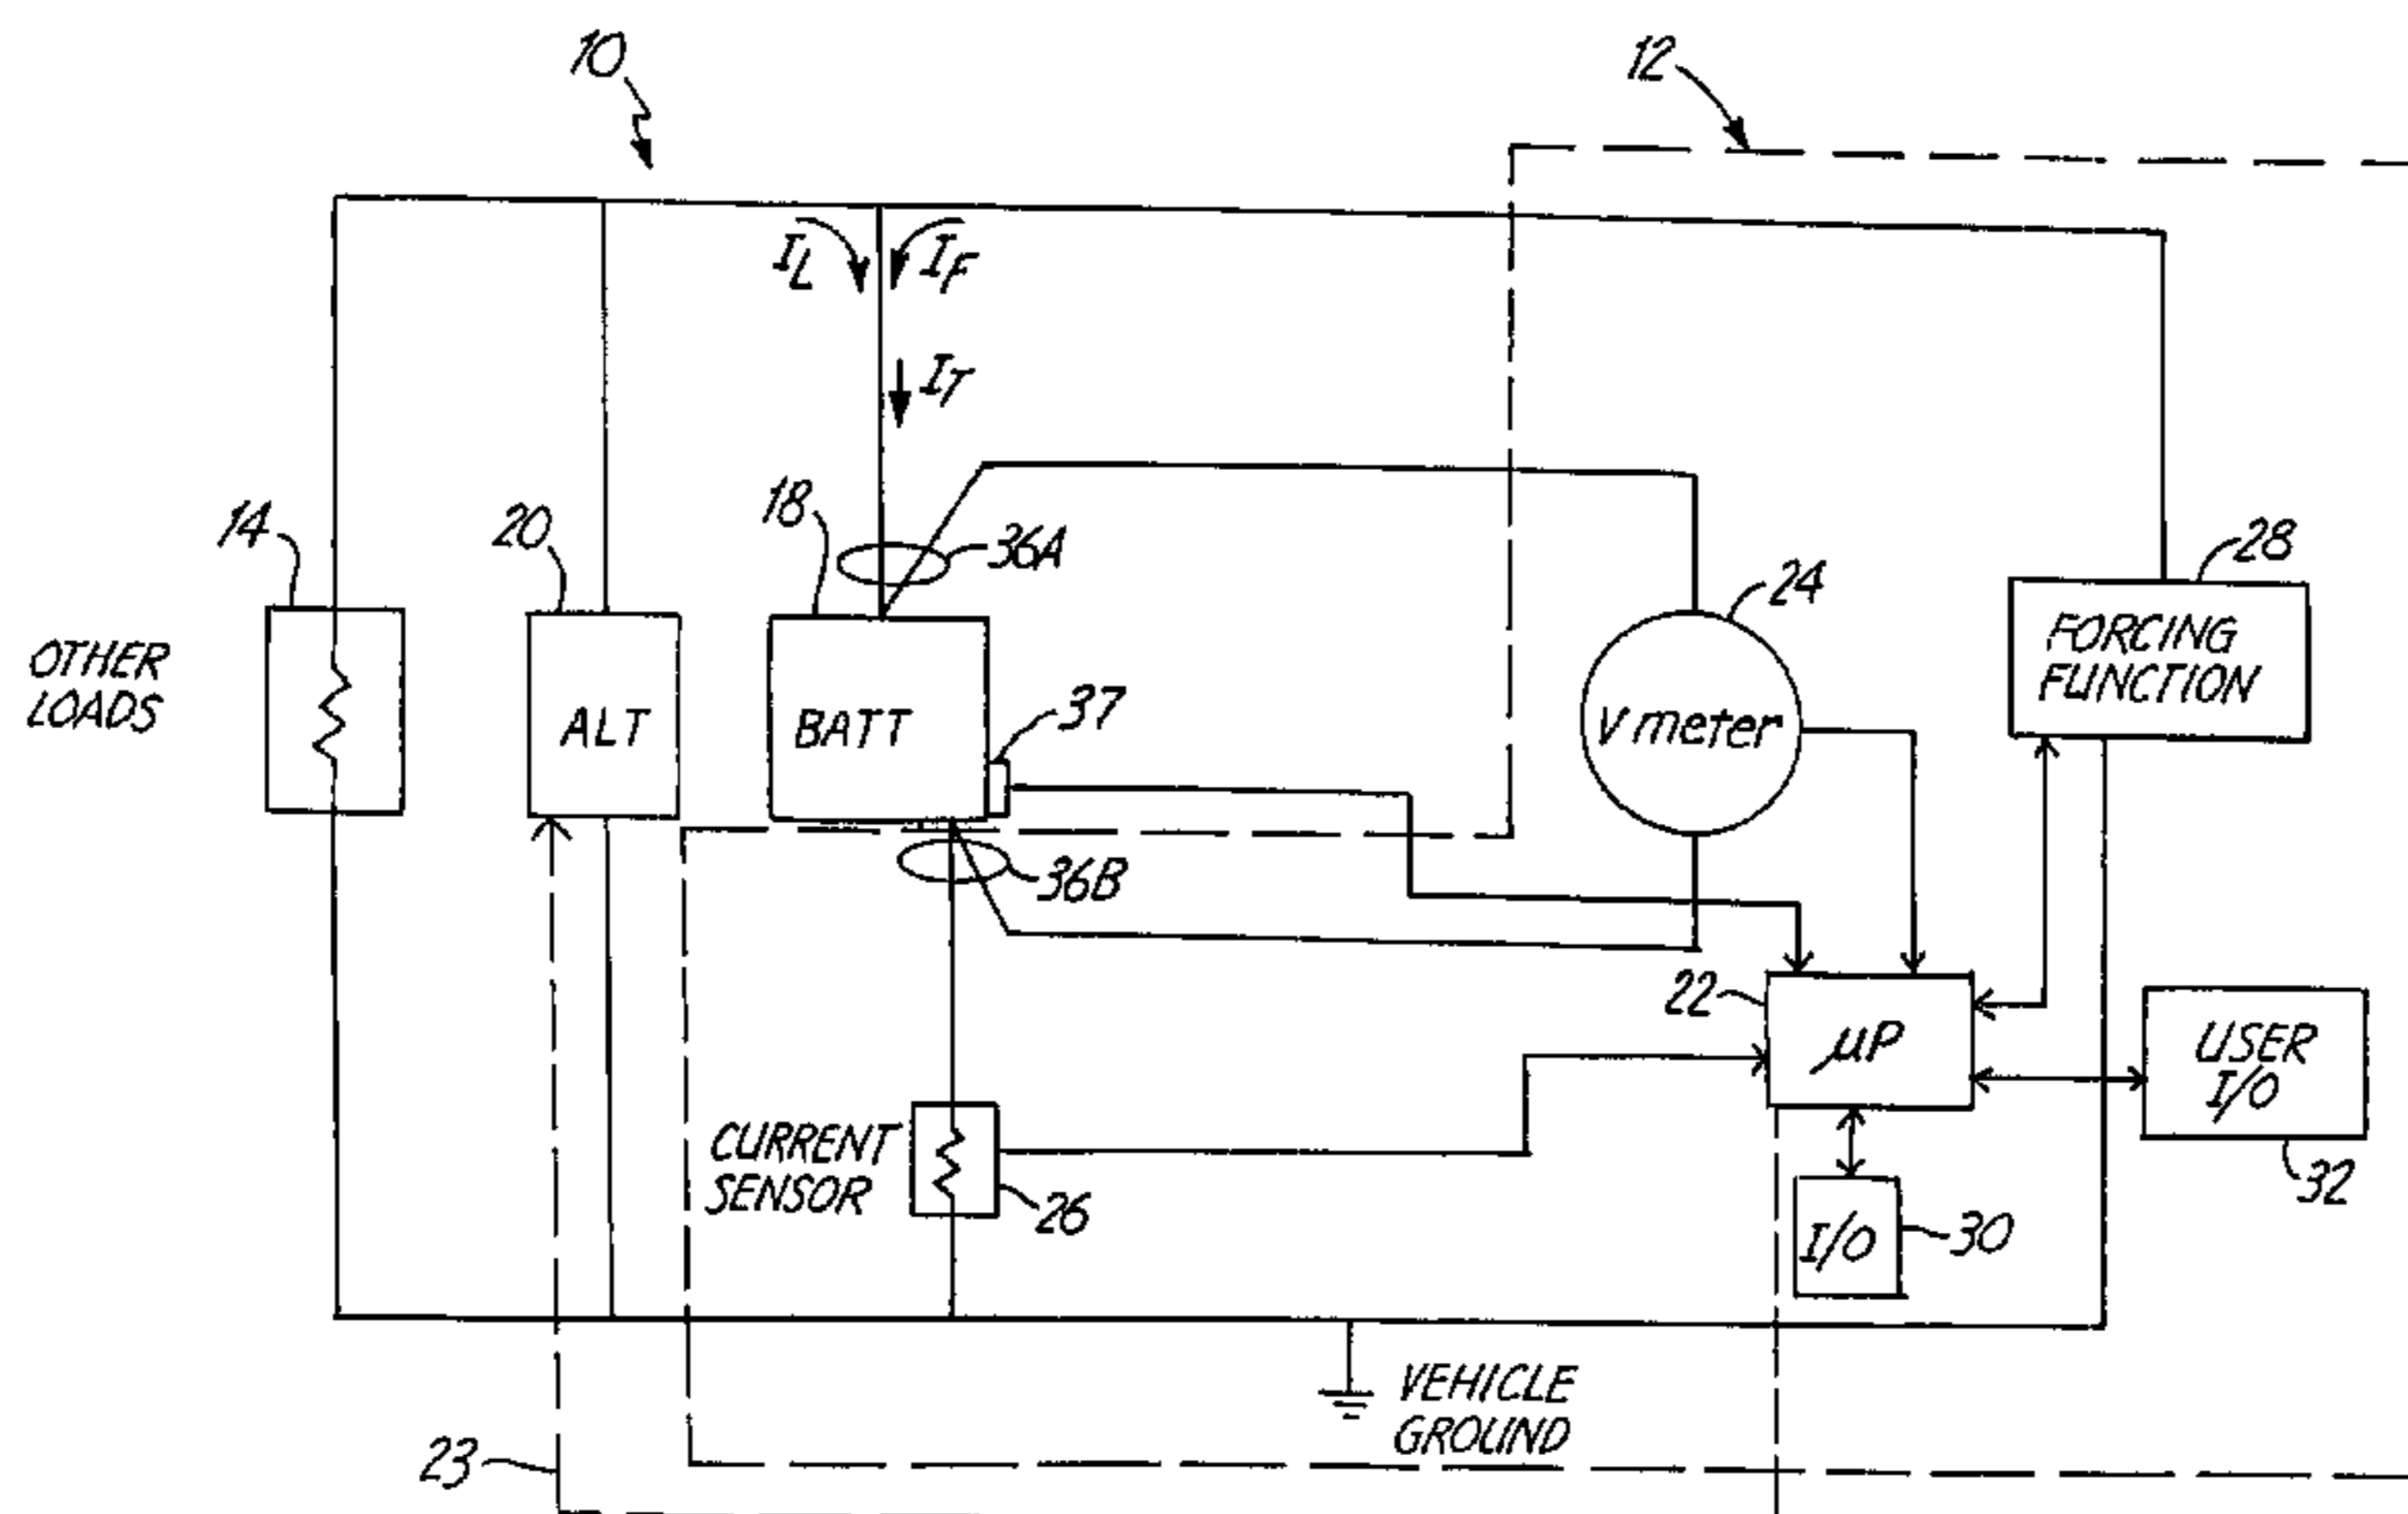 10
12
I_L
I_F
I_T
14
20
18
36A
24
28
OTHER
LOADS
ALT
BATT
37
V meter
FORCING
FUNCTION
36B
22
μP
USER
I/O
32
CURRENT
SENSOR
26
I/O
30
VEHICLE
GROUND
23